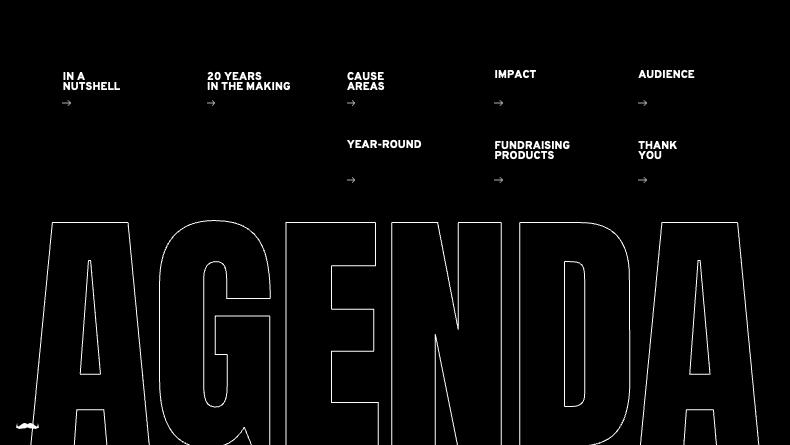 IN A
NUTSHELL
→
20 YEARS
IN THE MAKING
→
CAUSE
AREAS
→
IMPACT
→
AUDIENCE
→
YEAR-ROUND
→
FUNDRAISING
PRODUCTS
→
THANK
YOU
→
AGENDA